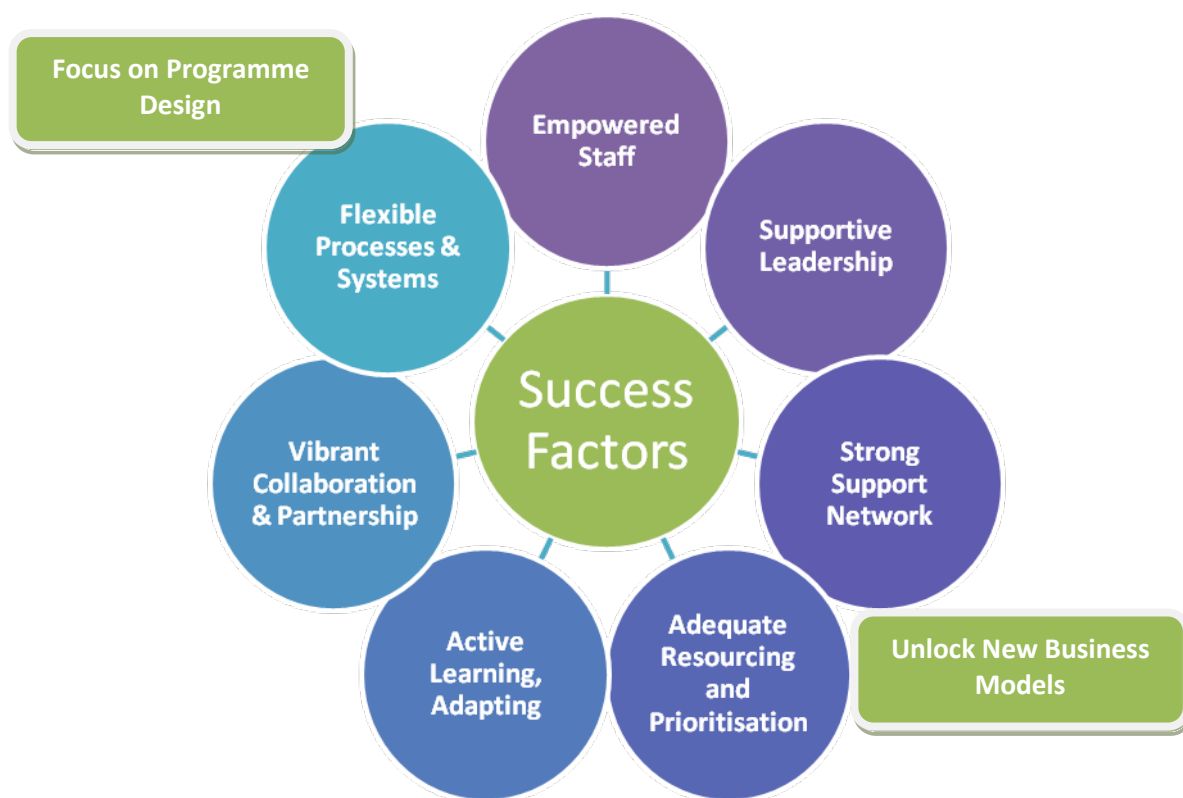 Focus on Programme
Design
Empowered
Staff
Flexible
Processes &
Systems
Supportive
Leadership
Success
Factors
Vibrant
Collaboration
& Partnership
Strong
Support
Network
Active
Learning,
Adapting
Adequate
Resourcing
and
Prioritisation
Unlock New Business
Models